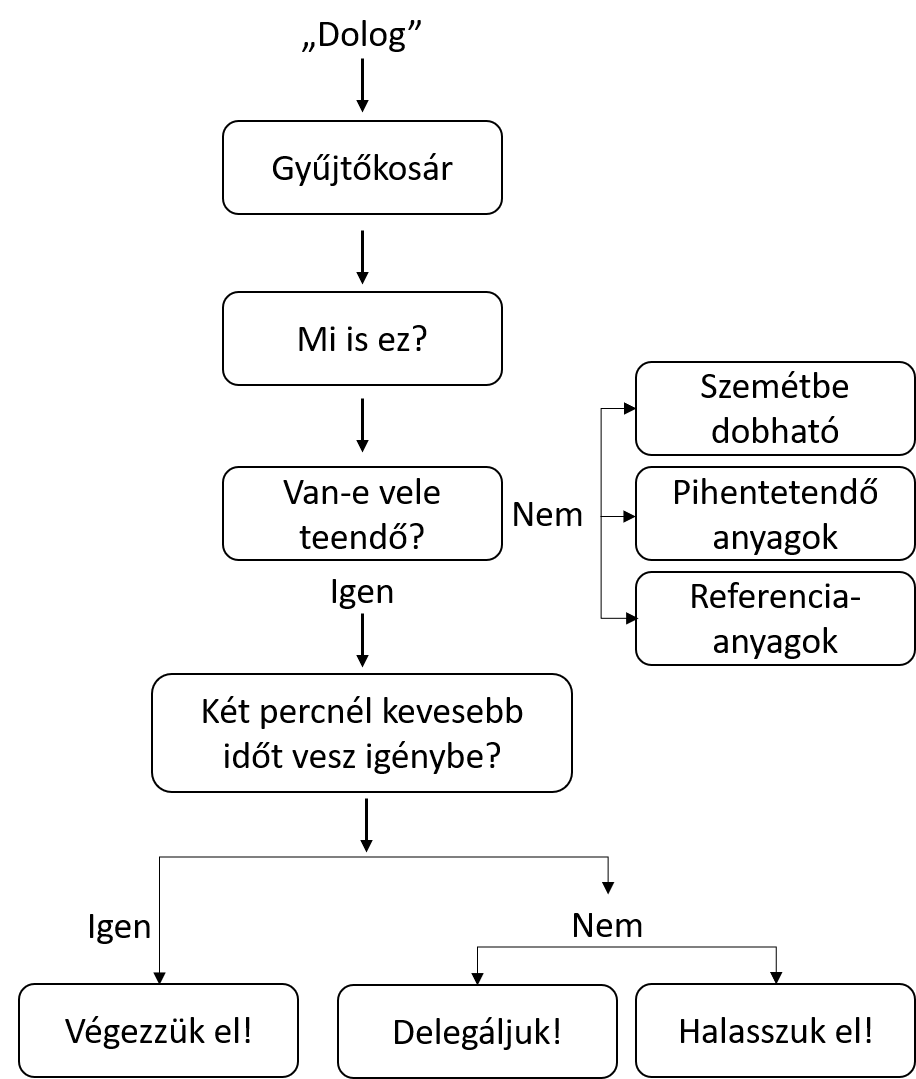 „Dolog”
Gyűjtőkosár
Mi is ez?
Van-e vele
teendő?
Nem
Szemétbe
dobható
Pihentetendő
anyagok
Referencia-
anyagok
Igen
Két percnél kevesebb
időt vesz igénybe?
Igen
Nem
Végezzük el!
Delegáljuk!
Halasszuk el!